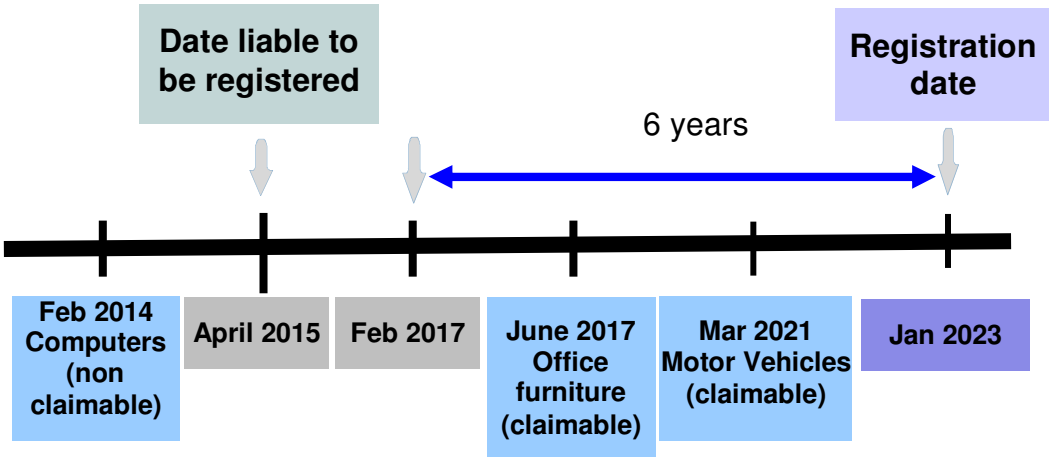 Date liable to
be registered
Registration
date
6 years
Feb 2014
Computers
(non
claimable)
April 2015
Feb 2017
June 2017
Office
furniture
(claimable)
Mar 2021
Motor Vehicles
(claimable)
Jan 2023